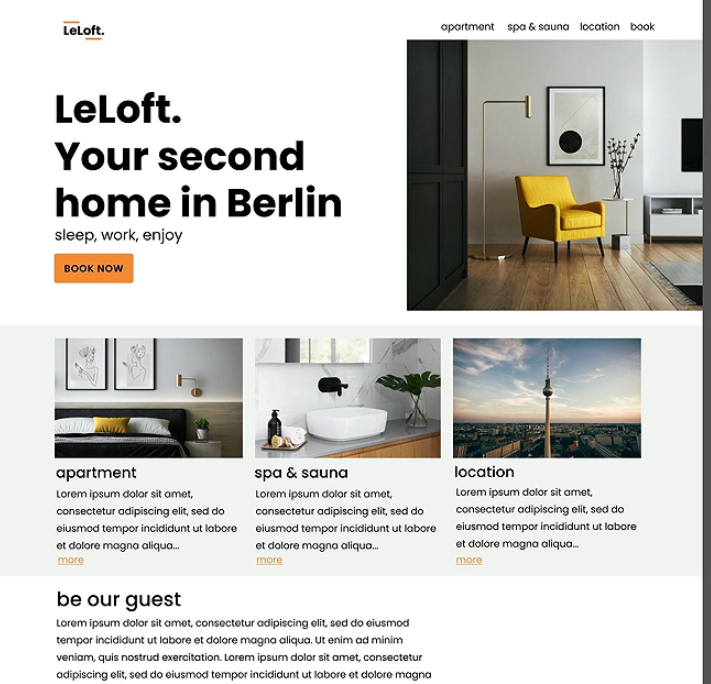 LeLoft.
apartment spa & sauna location book
LeLoft.
Your second
home in Berlin
sleep, work, enjoy
BOOK NOW
apartment
Lorem ipsum dolor sit amet,
consectetur adipiscing elit, sed do
eiusmod tempor incididunt ut labore
et dolore magna aliqua...
more
spa & sauna
Lorem ipsum dolor sit amet,
consectetur adipiscing elit, sed do
eiusmod tempor incididunt ut labore
et dolore magna aliqua...
more
location
Lorem ipsum dolor sit amet,
consectetur adipiscing elit, sed do
eiusmod tempor incididunt ut labore
et dolore magna aliqua...
more
be our guest
Lorem ipsum dolor sit amet, consectetur adipiscing elit, sed do eiusmod
tempor incididunt ut labore et dolore magna aliqua. Ut enim ad minim
veniam, quis nostrud exercitation. Lorem ipsum dolor sit amet, consectetur
adipiscing elit, sed do eiusmod tempor incididunt ut labore et dolore magna